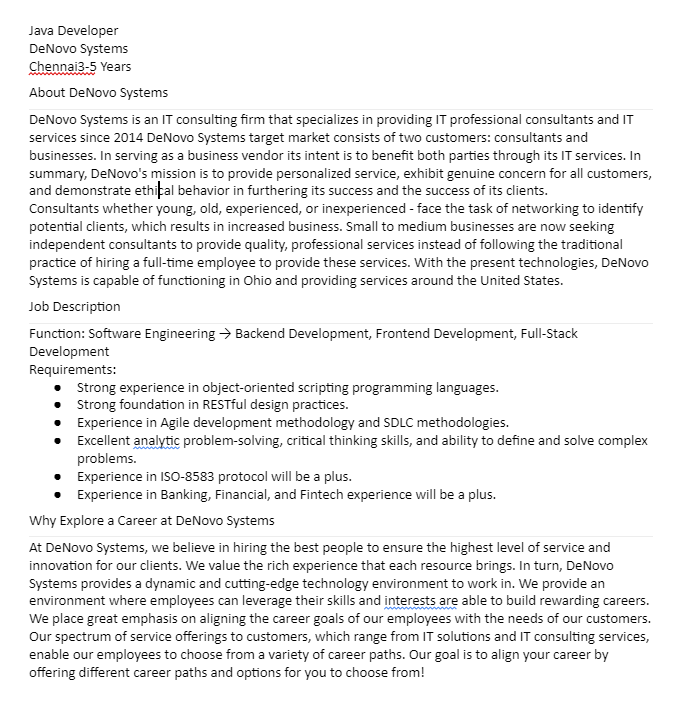 Java Developer
DeNovo Systems
Chennai3-5 Years
About DeNovo Systems
DeNovo Systems is an IT consulting firm that specializes in providing IT professional consultants and IT
services since 2014 DeNovo Systems target market consists of two customers: consultants and
businesses. In serving as a business vendor its intent is to benefit both parties through its IT services. In
summary, DeNovo's mission is to provide personalized service, exhibit genuine concern for all customers,
and demonstrate ethical behavior in furthering its success and the success of its clients.
Consultants whether young, old, experienced, or inexperienced - face the task of networking to identify
potential clients, which results in increased business. Small to medium businesses are now seeking
independent consultants to provide quality, professional services instead of following the traditional
practice of hiring a full-time employee to provide these services. With the present technologies, DeNovo
Systems is capable of functioning in Ohio and providing services around the United States.
Job Description
Function: Software Engineering → Backend Development, Frontend Development, Full-Stack
Development
Requirements:
● Strong experience in object-oriented scripting programming languages.
● Strong foundation in RESTful design practices.
● Experience in Agile development methodology and SDLC methodologies.
● Excellent analytic problem-solving, critical thinking skills, and ability to define and solve complex
problems.
● Experience in ISO-8583 protocol will be a plus.
● Experience in Banking, Financial, and Fintech experience will be a plus.
Why Explore a Career at DeNovo Systems
At DeNovo Systems, we believe in hiring the best people to ensure the highest level of service and
innovation for our clients. We value the rich experience that each resource brings. In turn, DeNovo
Systems provides a dynamic and cutting-edge technology environment to work in. We provide an
environment where employees can leverage their skills and interests are able to build rewarding careers.
We place great emphasis on aligning the career goals of our employees with the needs of our customers.
Our spectrum of service offerings to customers, which range from IT solutions and IT consulting services,
enable our employees to choose from a variety of career paths. Our goal is to align your career by
offering different career paths and options for you to choose from!